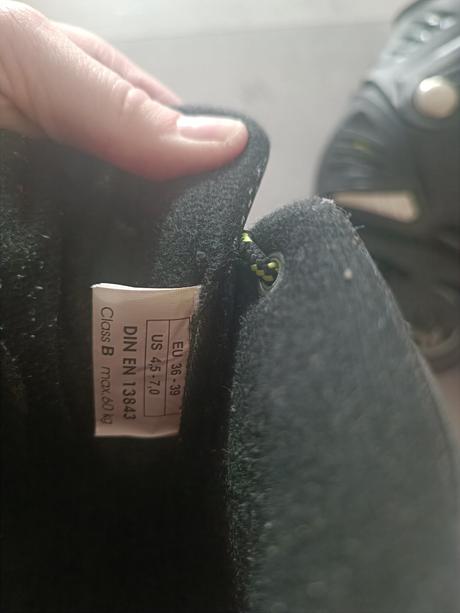 EU 36 - 39
US 4,5 - 7,0
DIN EN 13843
Class B max. 60 kg